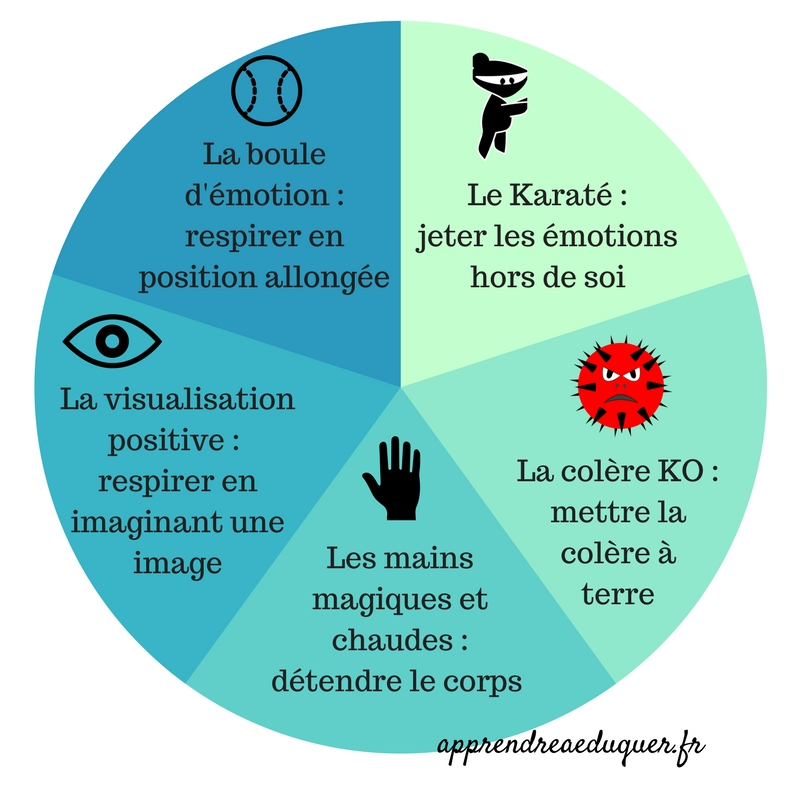 La boule
d'émotion :
respirer en
position allongée
Le Karaté :
jeter les émotions
hors de soi
La visualisation
positive :
respirer en
imaginant une
image
La colère KO :
mettre la
colère à
terre
Les mains
magiques et
chaudes :
détendre le corps
apprendreaeduquer.fr